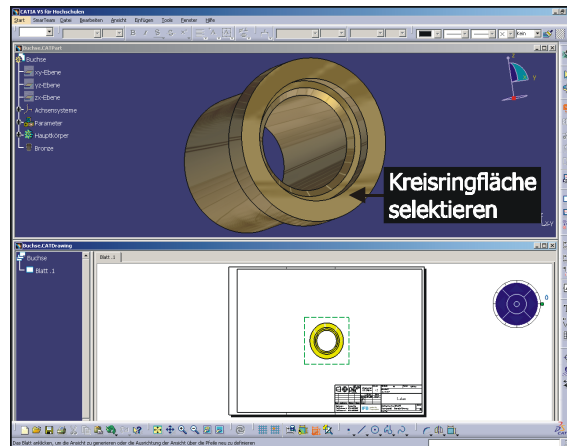 CATIA V5 für Hochschulen
Start SmarTeam Datei Bearbeiten Ansicht Einfügen Tools Fenster Hilfe
Kein
Buchse.CATPart
Buchse
xy-Ebene
yz-Ebene
zx-Ebene
Achsensysteme
Parameter
Hauptkörper
Bronze
z
y
Kreisringfläche
selektieren
Buchse.CATDrawing
Buchse
Blatt .1
Blatt .1
0
Das Blatt anklicken, um die Ansicht zu generieren oder die Ausrichtung der Ansicht über die Pfeile neu zu definieren